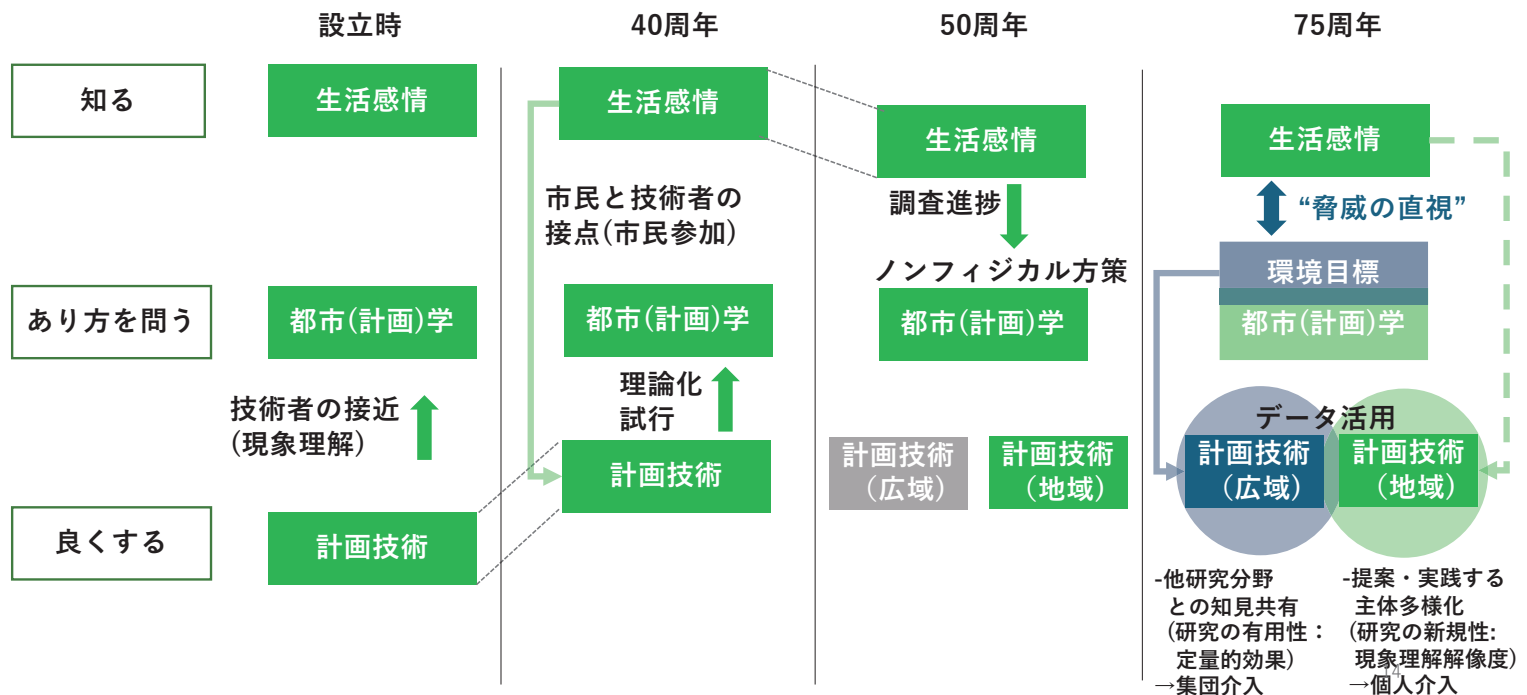 設立時
40周年
50周年
75周年
知る
生活感情
生活感情
生活感情
生活感情
市民と技術者の
接点(市民参加)
調査進捗
“脅威の直視”
ノンフィジカル方策
環境目標
あり方を問う
都市(計画)学
都市(計画)学
都市(計画)学
都市(計画)学
技術者の接近
(現象理解)
理論化
試行
データ活用
計画技術
計画技術
（広域）
計画技術
（地域）
計画技術
（広域）
計画技術
（地域）
良くする
計画技術
-他研究分野
との知見共有
(研究の有用性：
定量的効果)
→集団介入
-提案・実践する
主体多様化
(研究の新規性:
現象理解解像度)
→個人介入
14